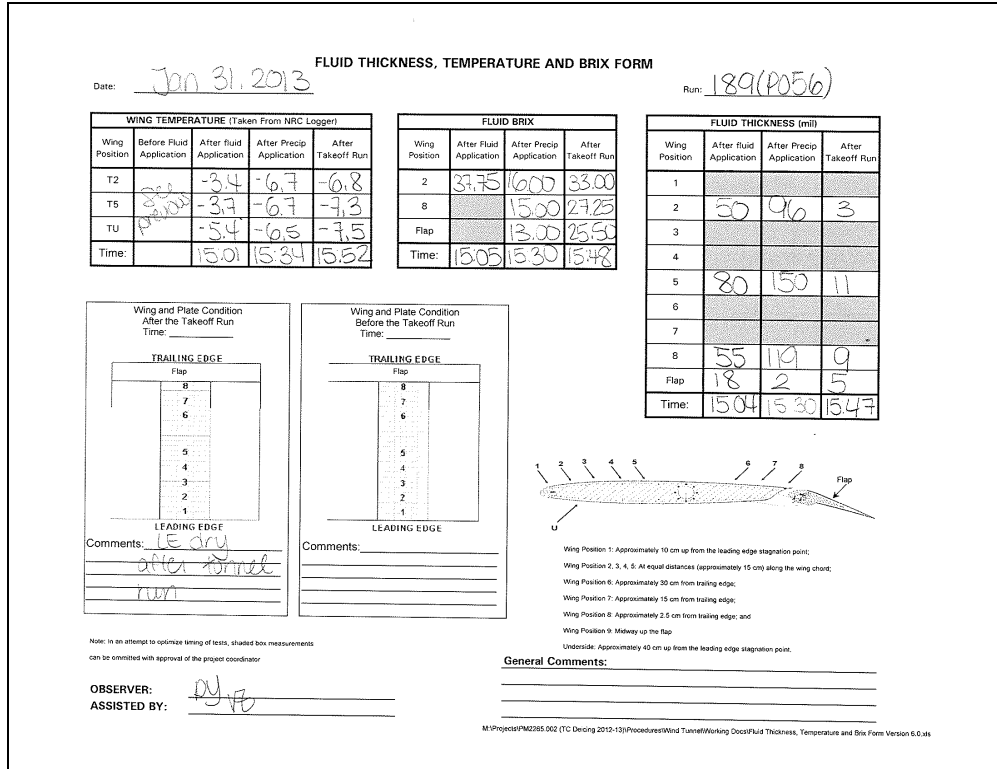 FLUID THICKNESS, TEMPERATURE AND BRIX FORM
Date: Jan 31, 2013
Run: 189(P056)
WING TEMPERATURE (Taken From NRC Logger)
Wing Position Before Fluid Application After fluid Application After Precip Application After Takeoff Run
T2 see previous -3.4 -6.7 -6.8
T5 -3.7 -6.7 -7.3
TU -5.4 -6.5 -7.5
Time: 15:01 15:34 15:52
FLUID BRIX
Wing Position After Fluid Application After Precip Application After Takeoff Run
2 37.75 16.00 33.00
8 15.00 27.25
Flap 13.00 25.50
Time: 15:05 15:30 15:48
FLUID THICKNESS (mil)
Wing Position After fluid Application After Precip Application After Takeoff Run
1
2 50 96 3
3
4
5 80 150 11
6
7
8 55 119 9
Flap 18 2 5
Time: 15:04 15:30 15:47
Wing and Plate Condition
After the Takeoff Run
Time:
TRAILING EDGE
Flap
8
7
6
5
4
3
2
1
LEADING EDGE
Comments: LE dry
after tunnel
run
Wing and Plate Condition
Before the Takeoff Run
Time:
TRAILING EDGE
Flap
8
7
6
5
4
3
2
1
LEADING EDGE
Comments:
1 2 3 4 5 6 7 8 Flap
U
Wing Position 1: Approximately 10 cm up from the leading edge stagnation point;
Wing Position 2, 3, 4, 5: At equal distances (approximately 15 cm) along the wing chord;
Wing Position 6: Approximately 30 cm from trailing edge;
Wing Position 7: Approximately 15 cm from trailing edge;
Wing Position 8: Approximately 2.5 cm from trailing edge; and
Wing Position 9: Midway up the flap
Underside: Approximately 40 cm up from the leading edge stagnation point.
Note: In an attempt to optimize timing of tests, shaded box measurements
can be ommitted with approval of the project coordinator
General Comments:
OBSERVER: DY
ASSISTED BY:
M:\Projects\PM2265.002 (TC Deicing 2012-13)\Procedures\Wind Tunnel\Working Docs\Fluid Thickness, Temperature and Brix Form Version 6.0.xls